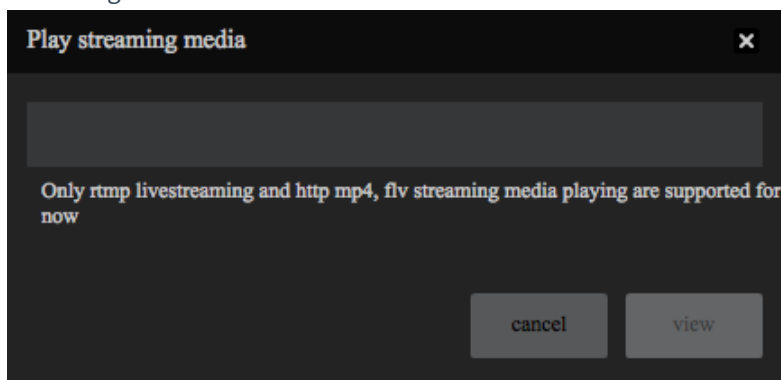 Play streaming media
Only rtmp livestreaming and http mp4, flv streaming media playing are supported for
now
cancel
view